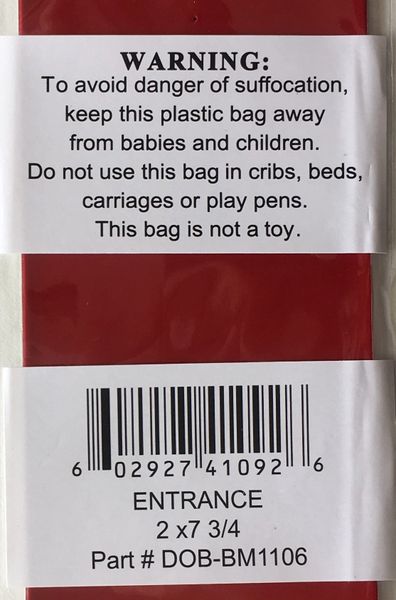 WARNING:
To avoid danger of suffocation,
keep this plastic bag away
from babies and children.
Do not use this bag in cribs, beds,
carriages or play pens.
This bag is not a toy.
6 02927 41092 6
ENTRANCE
2 x7 3/4
Part # DOB-BM1106